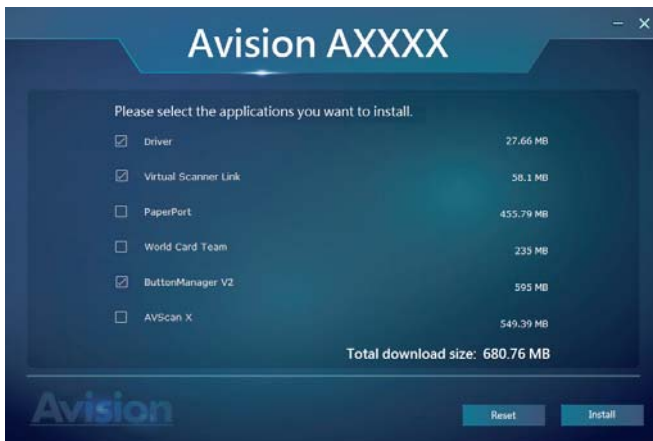 Avision AXXXX
Please select the applications you want to install.
Driver 27.66 MB
Virtual Scanner Link 58.1 MB
PaperPort 455.79 MB
World Card Team 235 MB
ButtonManager V2 595 MB
AVScan X 549.39 MB
Total download size: 680.76 MB
Avision
Reset Install